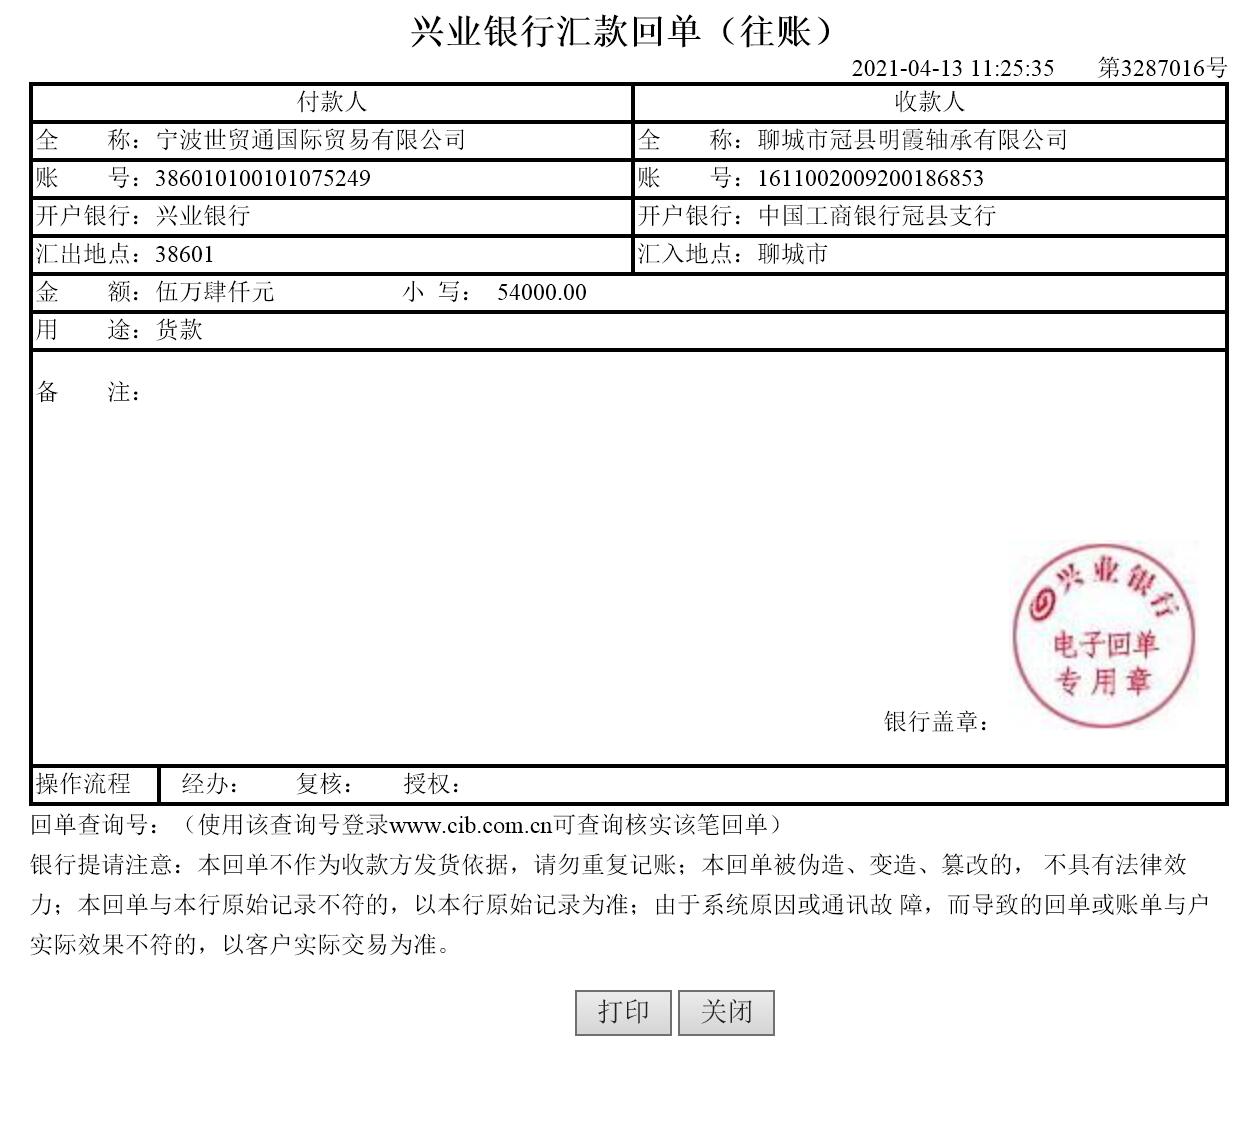 兴业银行汇款回单（往账）
2021-04-13 11:25:35 第3287016号
付款人 收款人
全 称：宁波世贸通国际贸易有限公司 全 称：聊城市冠县明霞轴承有限公司
账 号：386010100101075249 账 号：1611002009200186853
开户银行：兴业银行 开户银行：中国工商银行冠县支行
汇出地点：38601 汇入地点：聊城市
金 额：伍万肆仟元 小 写： 54000.00
用 途：货款
备 注：
兴业银行
电子回单
专用章
银行盖章：
操作流程 经办： 复核： 授权：
回单查询号：（使用该查询号登录www.cib.com.cn可查询核实该笔回单）
银行提请注意：本回单不作为收款方发货依据，请勿重复记账；本回单被伪造、变造、篡改的， 不具有法律效
力；本回单与本行原始记录不符的，以本行原始记录为准；由于系统原因或通讯故 障，而导致的回单或账单与户
实际效果不符的，以客户实际交易为准。
打印 关闭